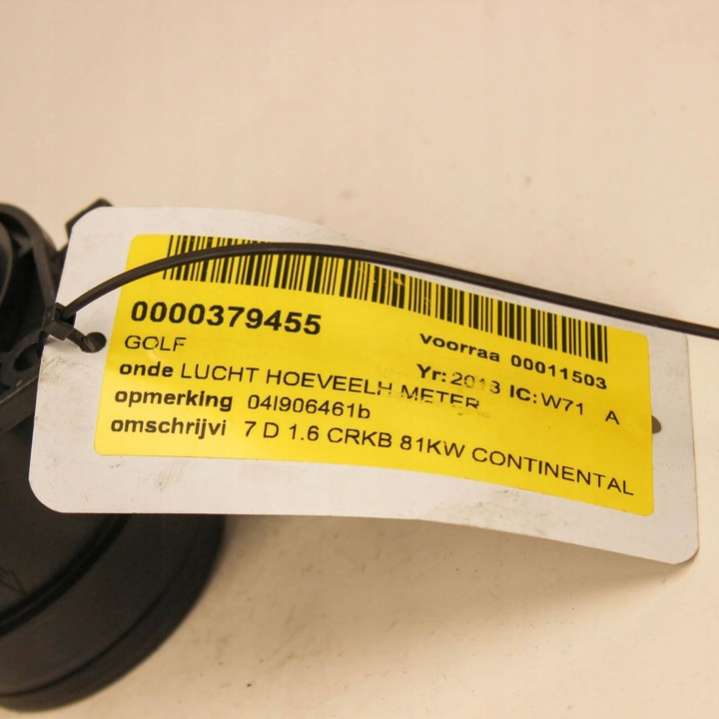 0000379455
Voorraa 00011503
GOLF
Yr: 2013 IC: W71 A
onde LUCHT HOEVEELH METER
opmerking 04I906461b
omschrijvi 7 D 1.6 CRKB 81KW CONTINENTAL